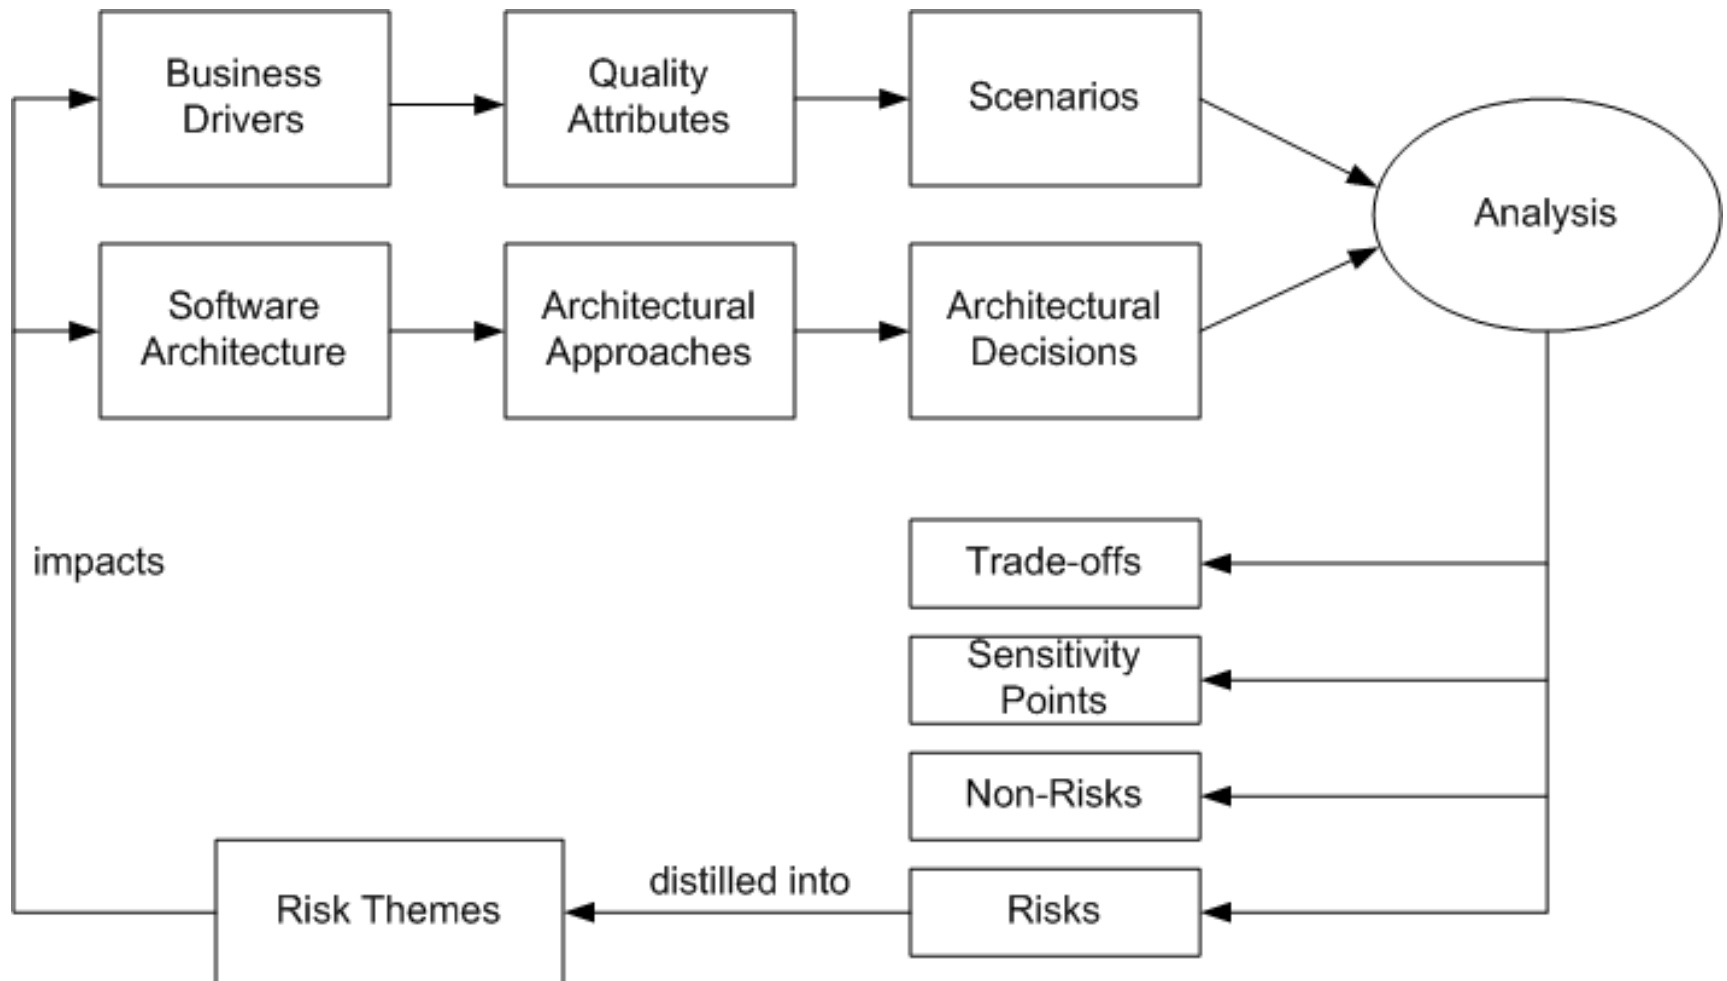 Business
Drivers
Quality
Attributes
Scenarios
Analysis
Software
Architecture
Architectural
Approaches
Architectural
Decisions
impacts
Trade-offs
Sensitivity
Points
Non-Risks
distilled into
Risk Themes
Risks